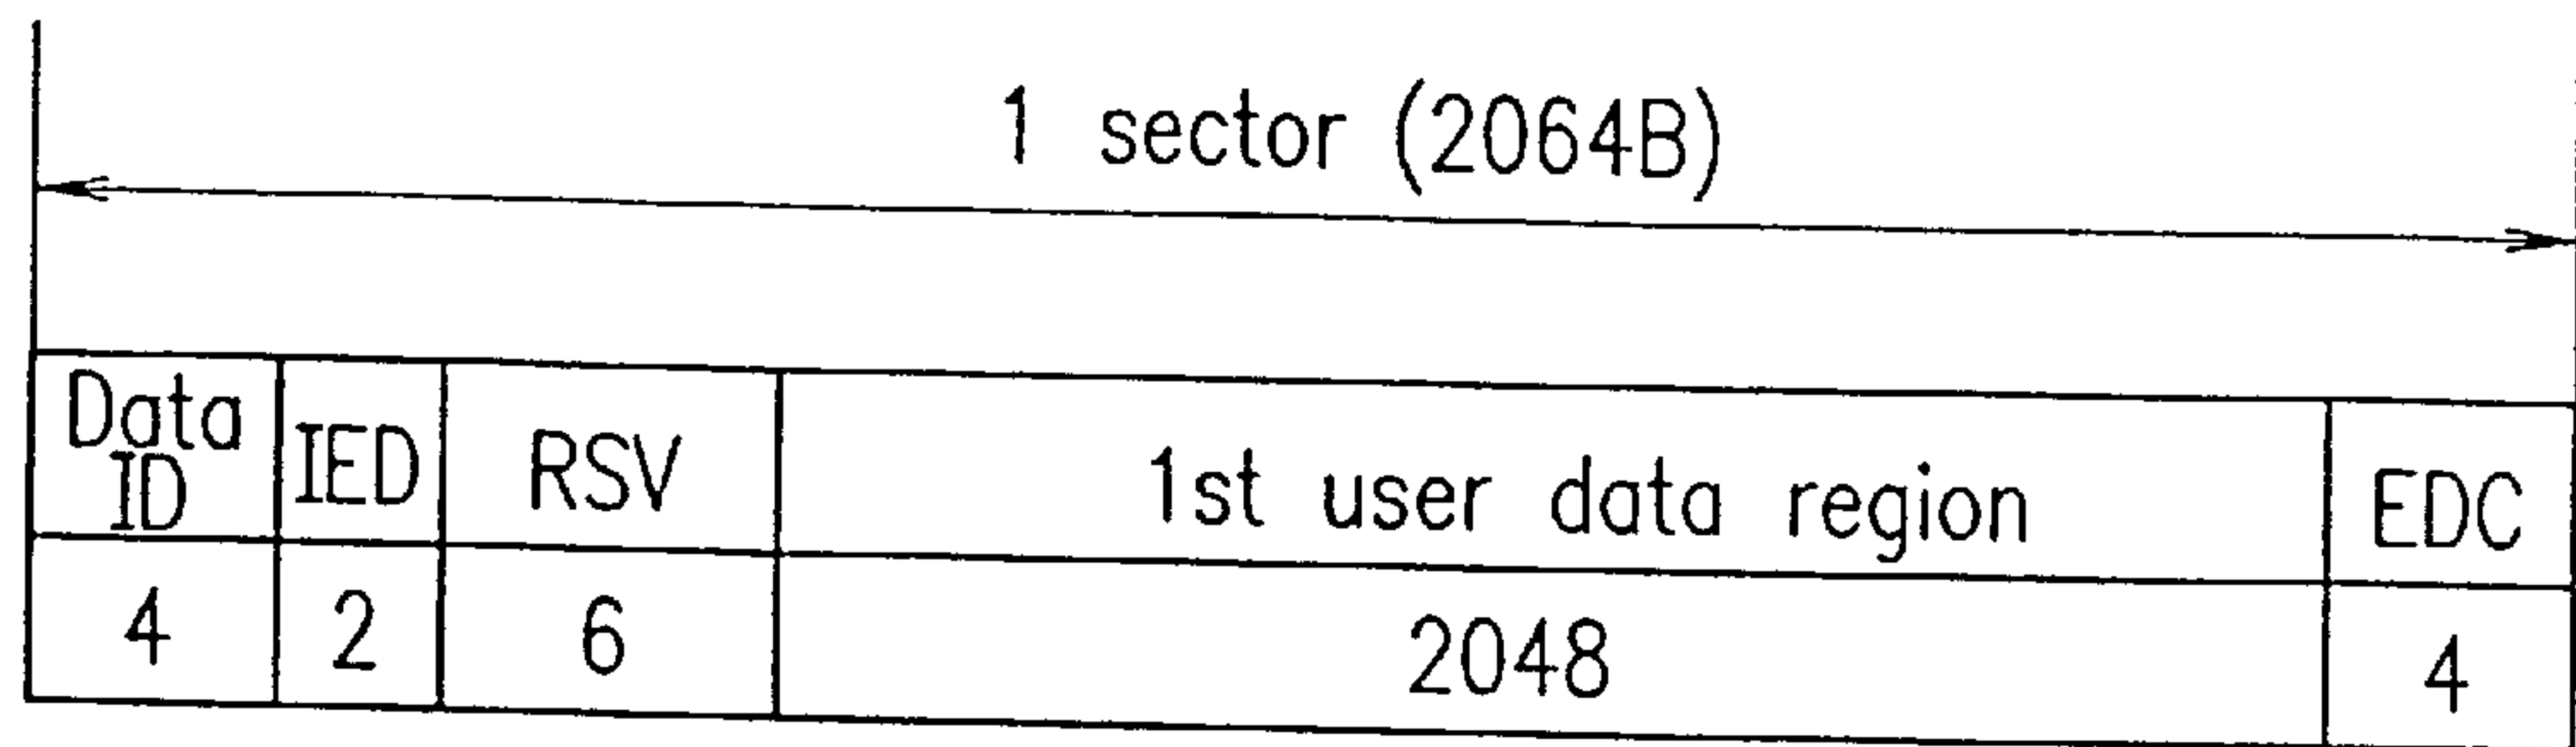 1 sector (2064B)
Data ID IED RSV 1st user data region EDC
4 2 6 2048 4